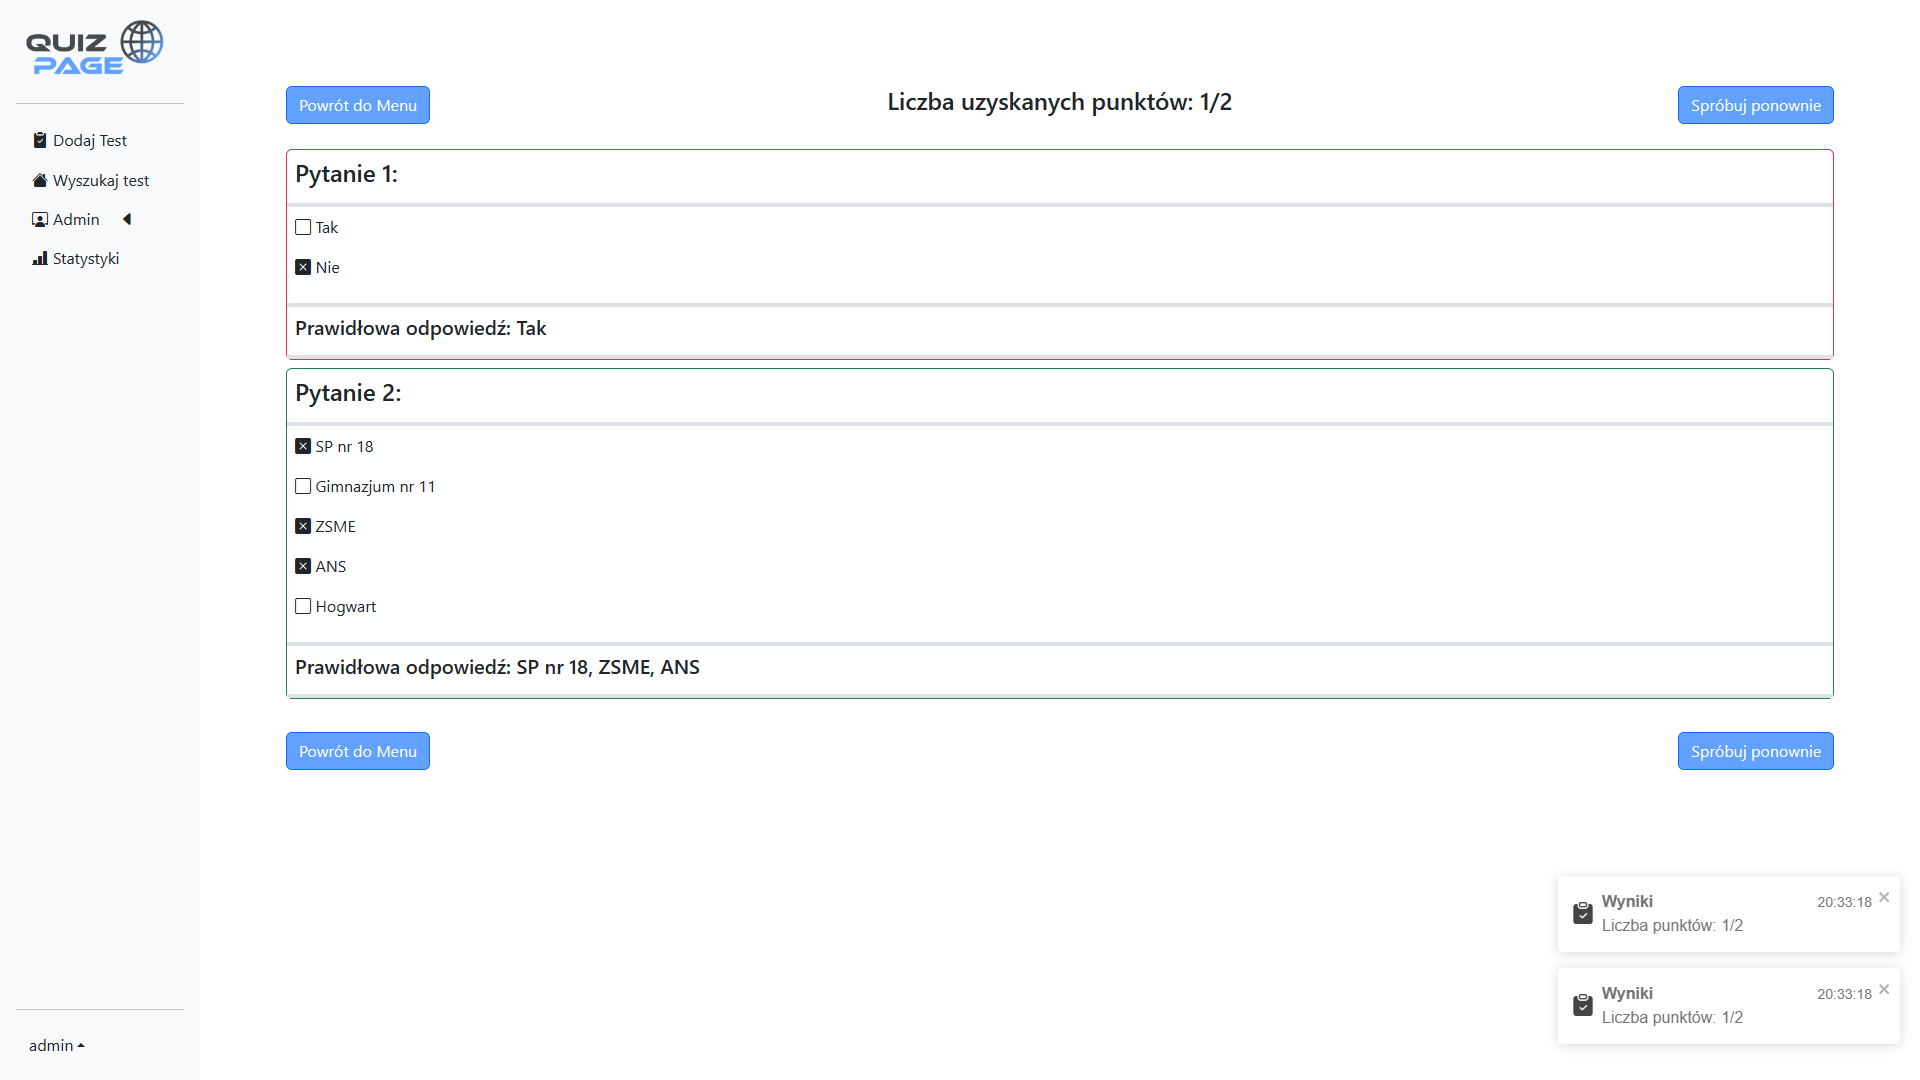 QUIZ
PAGE
Dodaj Test
Wyszukaj test
Admin
Statystyki
admin
Powrót do Menu
Liczba uzyskanych punktów: 1/2
Spróbuj ponownie
Pytanie 1:
Tak
Nie
Prawidłowa odpowiedź: Tak
Pytanie 2:
SP nr 18
Gimnazjum nr 11
ZSME
ANS
Hogwart
Prawidłowa odpowiedź: SP nr 18, ZSME, ANS
Powrót do Menu
Spróbuj ponownie
Wyniki
20:33:18
Liczba punktów: 1/2
Wyniki
20:33:18
Liczba punktów: 1/2